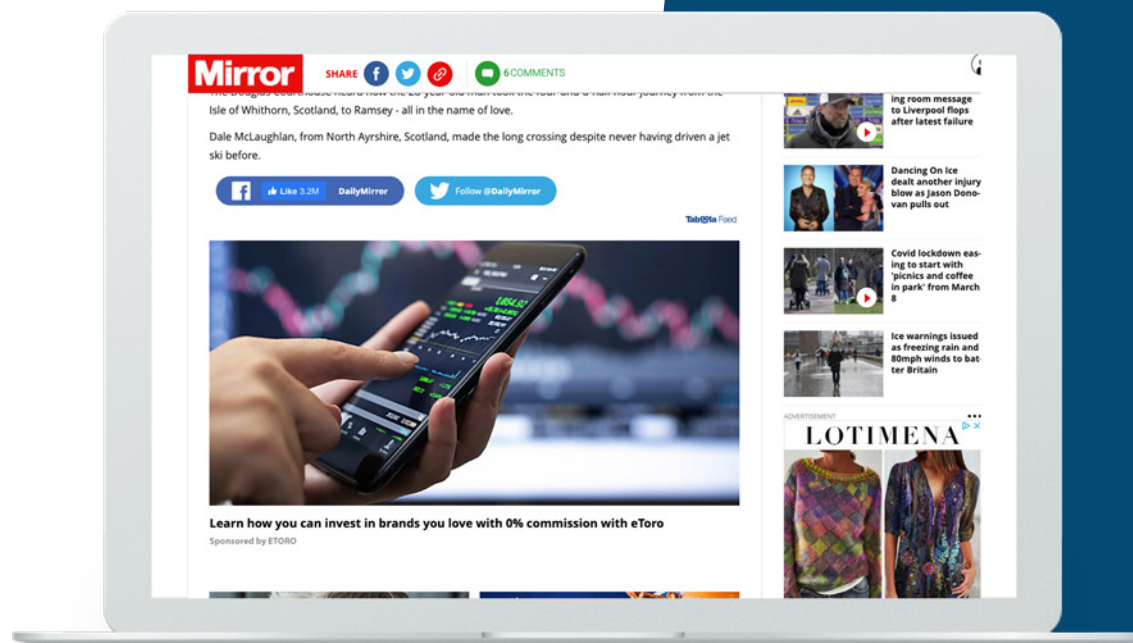 Mirror
SHARE
6 COMMENTS
Isle of Whithorn, Scotland, to Ramsey - all in the name of love.
Dale McLaughlan, from North Ayrshire, Scotland, made the long crossing despite never having driven a jet
ski before.
Like 3.2M DailyMirror
Follow @DailyMirror
Taboola Feed
1,654.92
Learn how you can invest in brands you love with 0% commission with eToro
Sponsored by ETORO
ing room message
to Liverpool flops
after latest failure
Dancing On Ice
dealt another injury
blow as Jason Dono-
van pulls out
Covid lockdown eas-
ing to start with
'picnics and coffee
in park' from March
8
Ice warnings issued
as freezing rain and
80mph winds to bat-
ter Britain
ADVERTISEMENT
LOTIMENA